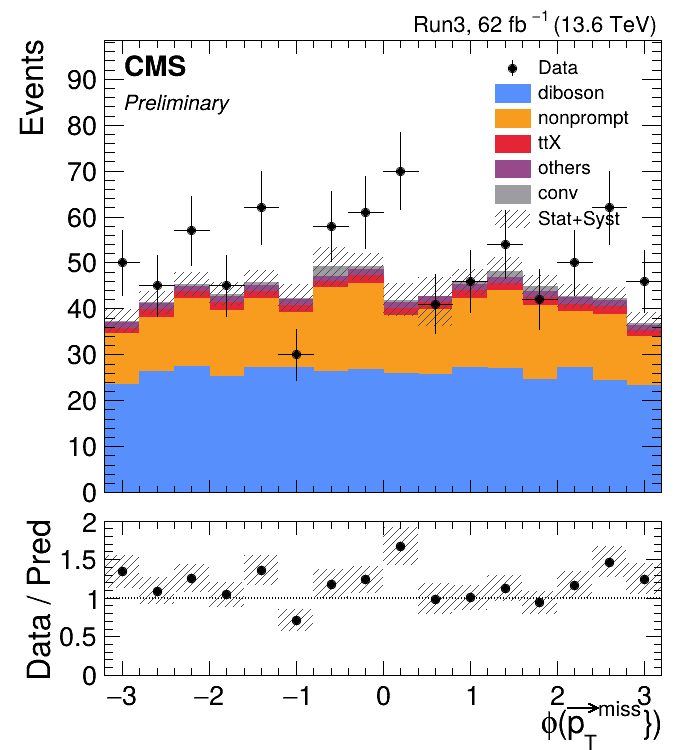 Run3, 62 fb⁻¹ (13.6 TeV)
Events
CMS
Preliminary
Data
diboson
nonprompt
ttX
others
conv
Stat+Syst
90
80
70
60
50
40
30
20
10
0
Data / Pred
2
1.5
1
0.5
0
−3 −2 −1 0 1 2 3
ϕ(p⃗_T^miss})